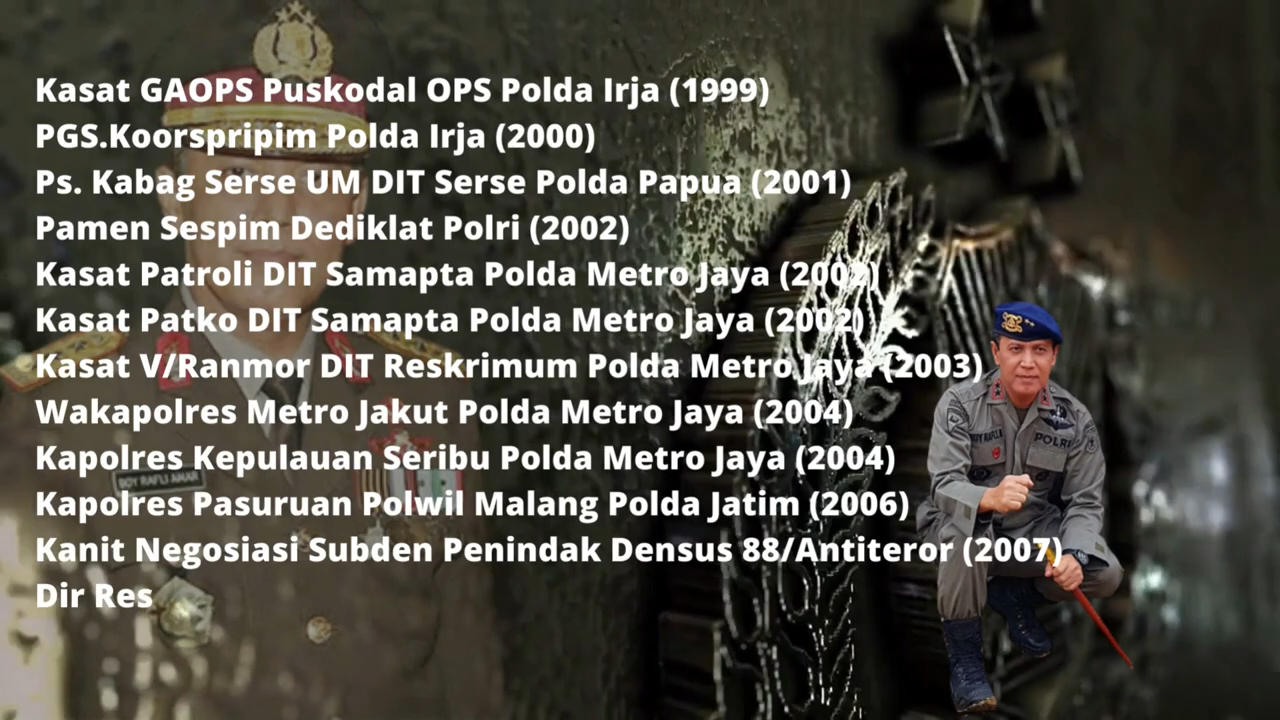 Kasat GAOPS Puskodal OPS Polda Irja (1999)
PGS.Koorspripim Polda Irja (2000)
Ps. Kabag Serse UM DIT Serse Polda Papua (2001)
Pamen Sespim Dediklat Polri (2002)
Kasat Patroli DIT Samapta Polda Metro Jaya (2002)
Kasat Patko DIT Samapta Polda Metro Jaya (2002)
Kasat V/Ranmor DIT Reskrimum Polda Metro Jaya (2003)
Wakapolres Metro Jakut Polda Metro Jaya (2004)
Kapolres Kepulauan Seribu Polda Metro Jaya (2004)
Kapolres Pasuruan Polwil Malang Polda Jatim (2006)
Kanit Negosiasi Subden Penindak Densus 88/Antiteror (2007)
Dir Res
BOY RAFLI AMAR
POLRI